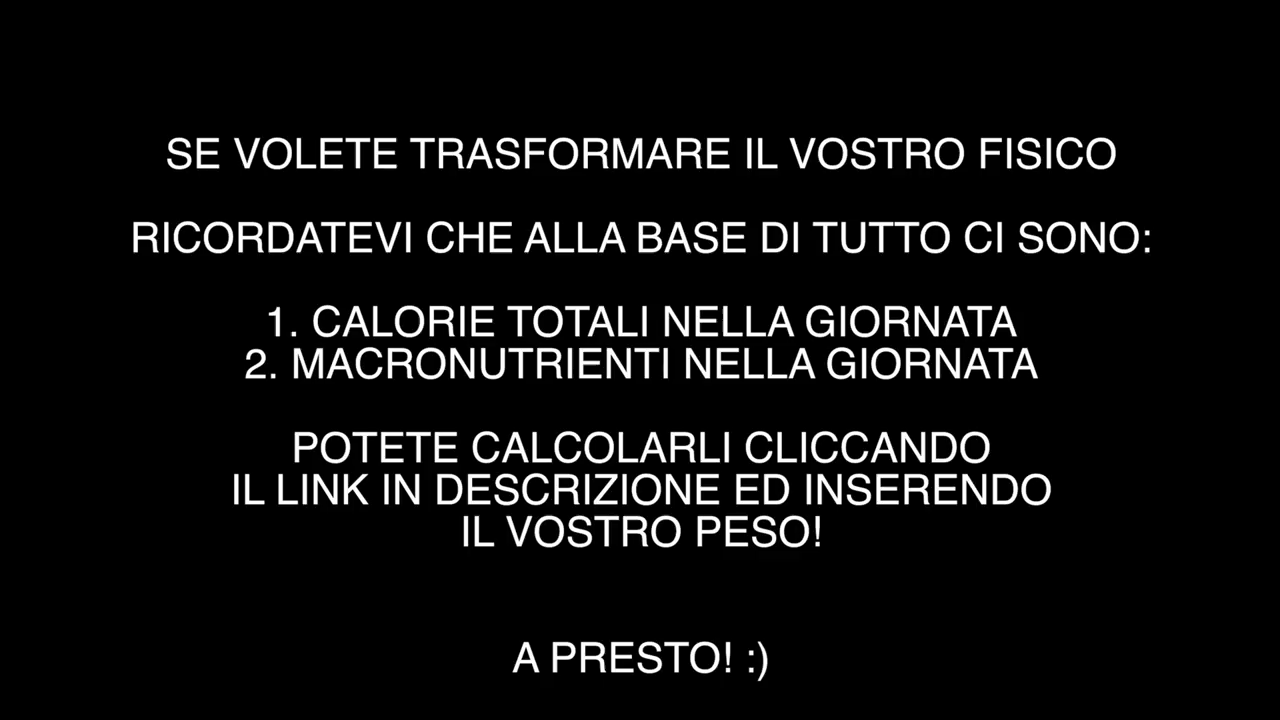 SE VOLETE TRASFORMARE IL VOSTRO FISICO
RICORDATEVI CHE ALLA BASE DI TUTTO CI SONO:
1. CALORIE TOTALI NELLA GIORNATA
2. MACRONUTRIENTI NELLA GIORNATA
POTETE CALCOLARLI CLICCANDO
IL LINK IN DESCRIZIONE ED INSERENDO
IL VOSTRO PESO!
A PRESTO! :)